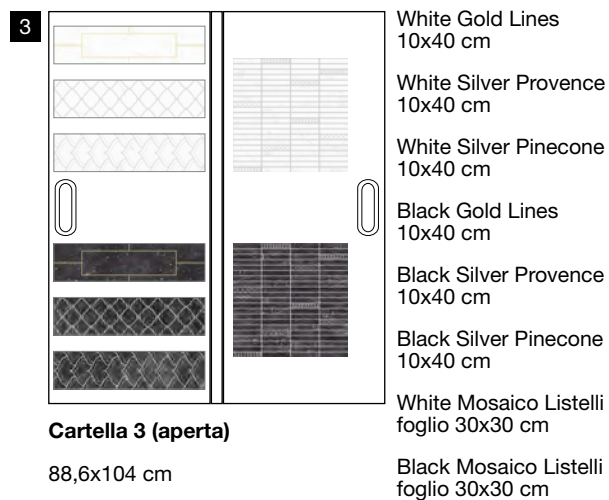 3
White Gold Lines
10x40 cm
White Silver Provence
10x40 cm
White Silver Pinecone
10x40 cm
Black Gold Lines
10x40 cm
Black Silver Provence
10x40 cm
Black Silver Pinecone
10x40 cm
White Mosaico Listelli
foglio 30x30 cm
Black Mosaico Listelli
foglio 30x30 cm
Cartella 3 (aperta)
88,6x104 cm